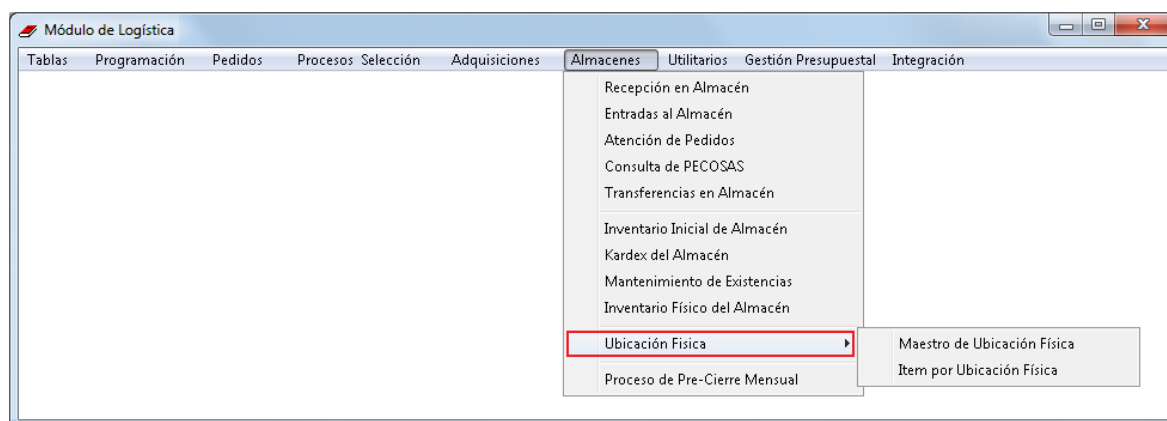 Módulo de Logística
Tablas Programación Pedidos Procesos Selección Adquisiciones Almacenes Utilitarios Gestión Presupuestal Integración
Recepción en Almacén
Entradas al Almacén
Atención de Pedidos
Consulta de PECOSAS
Transferencias en Almacén
Inventario Inicial de Almacén
Kardex del Almacén
Mantenimiento de Existencias
Inventario Físico del Almacén
Ubicación Fisica
Maestro de Ubicación Física
Item por Ubicación Física
Proceso de Pre-Cierre Mensual